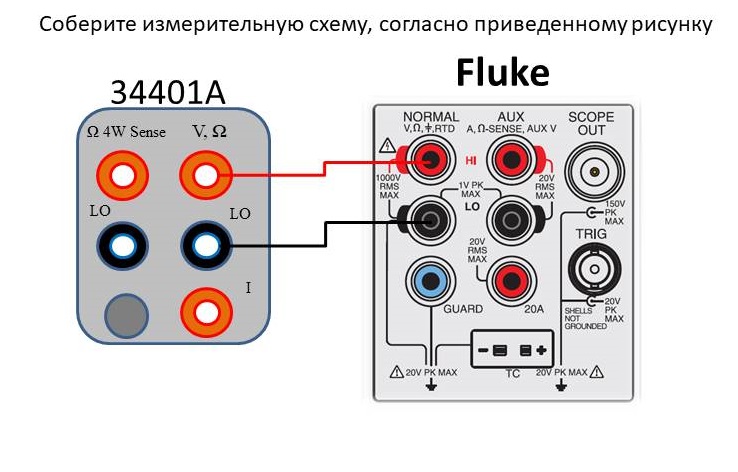 Соберите измерительную схему, согласно приведенному рисунку
Fluke
34401A
Ω 4W Sense
V, Ω
LO
LO
I
NORMAL
V,Ω,⏚,RTD
AUX
A, Ω-SENSE, AUX V
SCOPE
OUT
HI
1000V
RMS
MAX
1V PK
MAX
20V
RMS
MAX
LO
150V
PK
MAX
TRIG
20V
RMS
MAX
GUARD
20A
SHELLS
NOT
GROUNDED
20V
PK
MAX
- +
20V PK MAX
TC
20V PK MAX